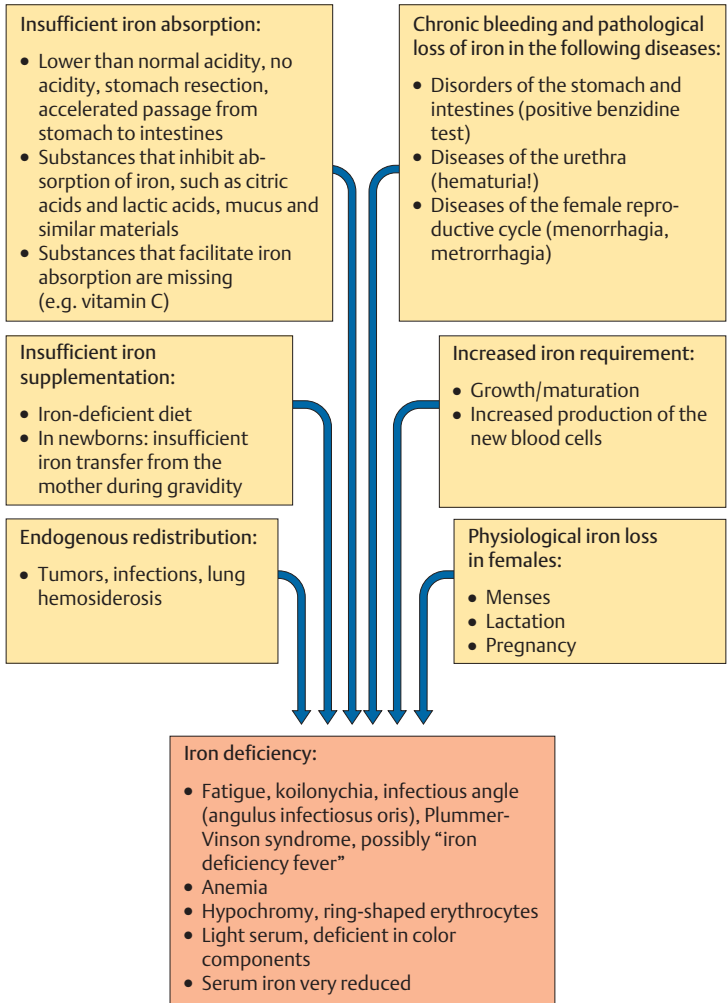 Insufficient iron absorption:
• Lower than normal acidity, no
acidity, stomach resection,
accelerated passage from
stomach to intestines
• Substances that inhibit ab-
sorption of iron, such as citric
acids and lactic acids, mucus and
similar materials
• Substances that facilitate iron
absorption are missing
(e.g. vitamin C)
Chronic bleeding and pathological
loss of iron in the following diseases:
• Disorders of the stomach and
intestines (positive benzidine
test)
• Diseases of the urethra
(hematuria!)
• Diseases of the female repro-
ductive cycle (menorrhagia,
metrorrhagia)
Insufficient iron
supplementation:
• Iron-deficient diet
• In newborns: insufficient
iron transfer from the
mother during gravidity
Increased iron requirement:
• Growth/maturation
• Increased production of the
new blood cells
Endogenous redistribution:
• Tumors, infections, lung
hemosiderosis
Physiological iron loss
in females:
• Menses
• Lactation
• Pregnancy
Iron deficiency:
• Fatigue, koilonychia, infectious angle
(angulus infectiosus oris), Plummer-
Vinson syndrome, possibly “iron
deficiency fever”
• Anemia
• Hypochromy, ring-shaped erythrocytes
• Light serum, deficient in color
components
• Serum iron very reduced